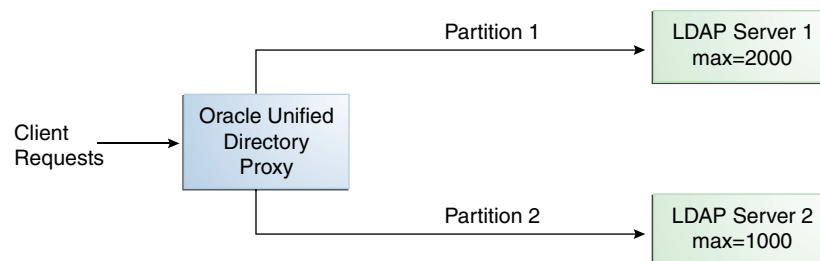 Partition 1
LDAP Server 1
max=2000
Client
Requests
Oracle Unified
Directory
Proxy
Partition 2
LDAP Server 2
max=1000